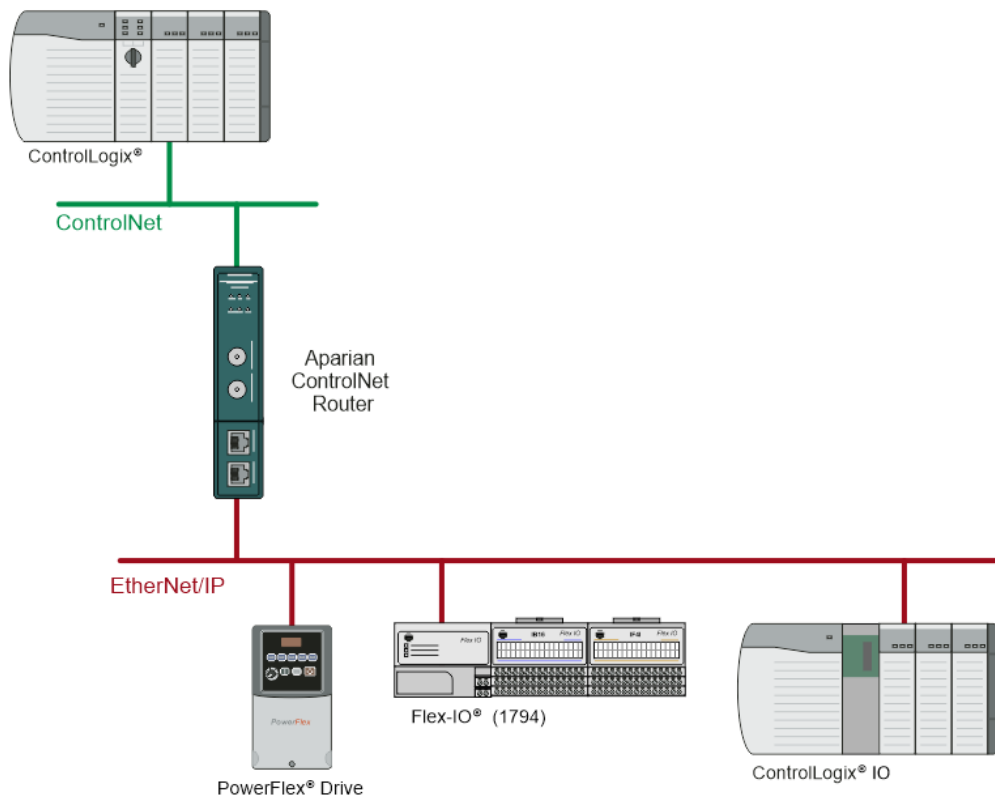 ControlLogix®
ControlNet
Aparian
ControlNet
Router
EtherNet/IP
Flex IO
IB16
Flex IO
IF4I
Flex IO
PowerFlex
Flex-IO® (1794)
ControlLogix® IO
PowerFlex® Drive